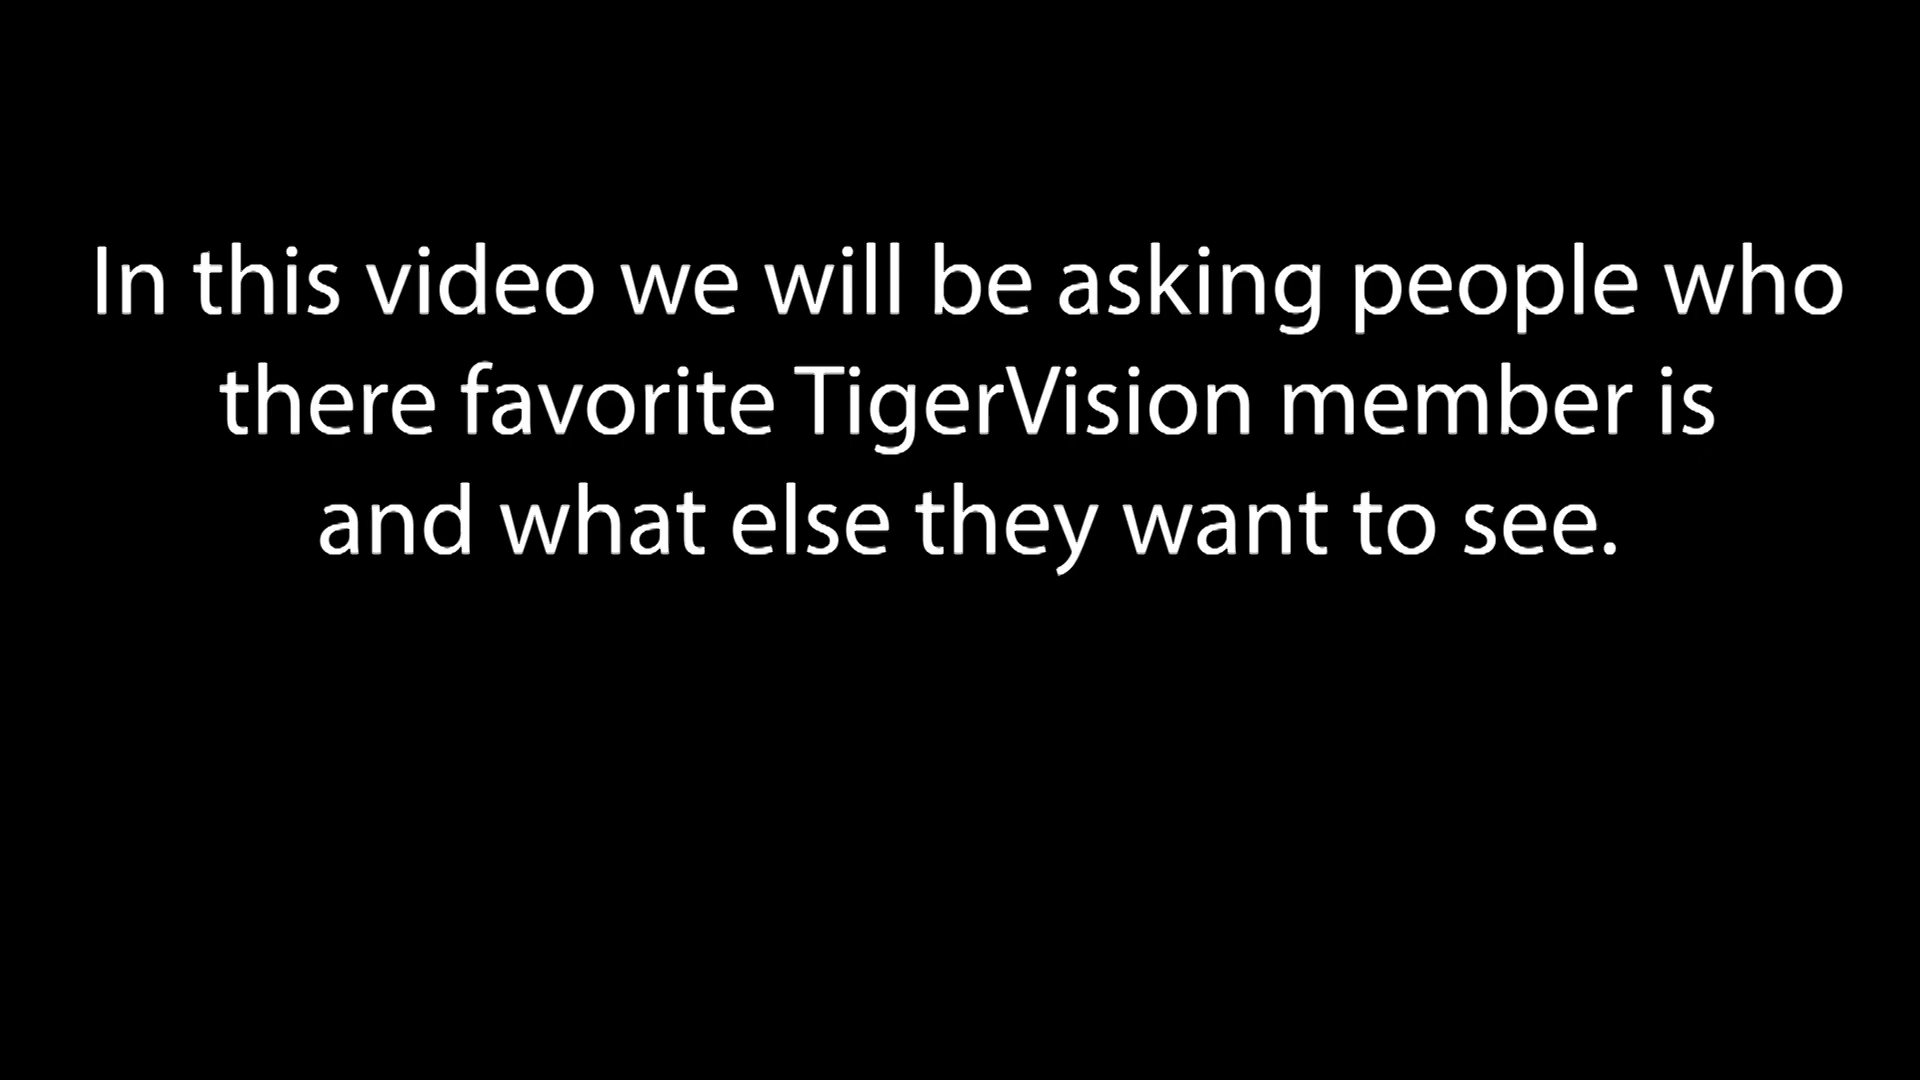 In this video we will be asking people who
there favorite TigerVision member is
and what else they want to see.